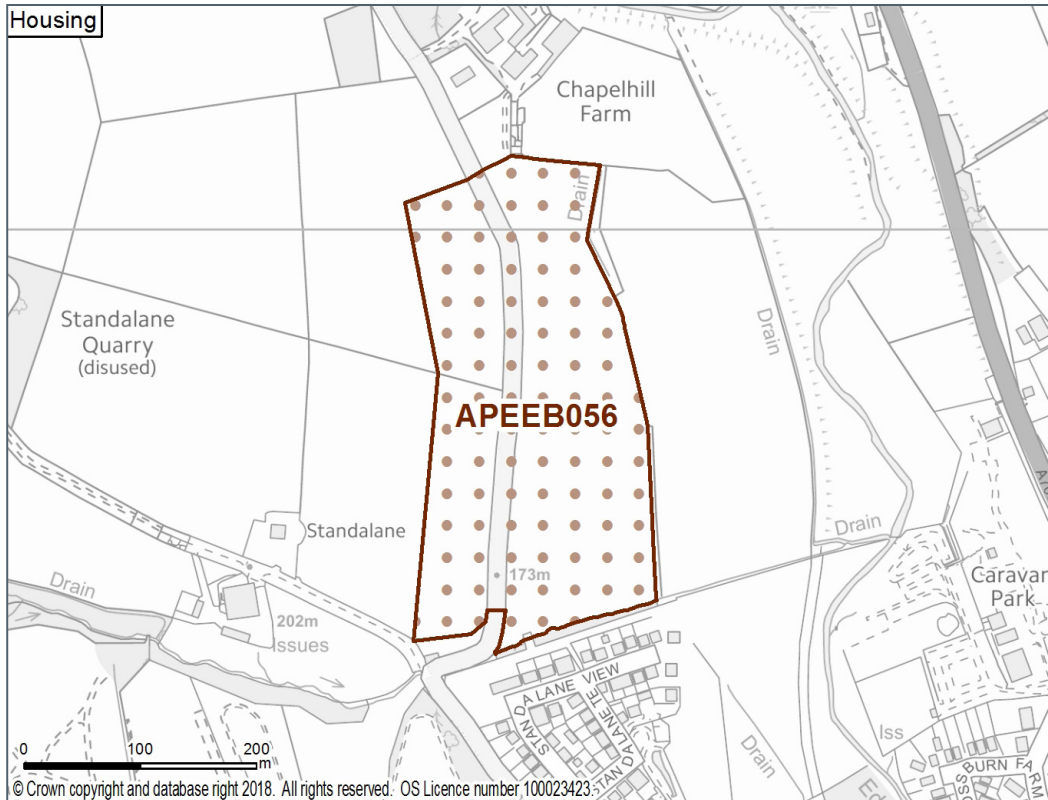 Housing
Chapelhill
Farm
Drain
Standalane
Quarry
(disused)
Drain
APEEB056
Standalane
Drain
173m
Drain
202m
Issues
Caravan
Park
STANDALANE VIEW
Iss
Drain
0 100 200
m
© Crown copyright and database right 2018. All rights reserved. OS Licence number 100023423.